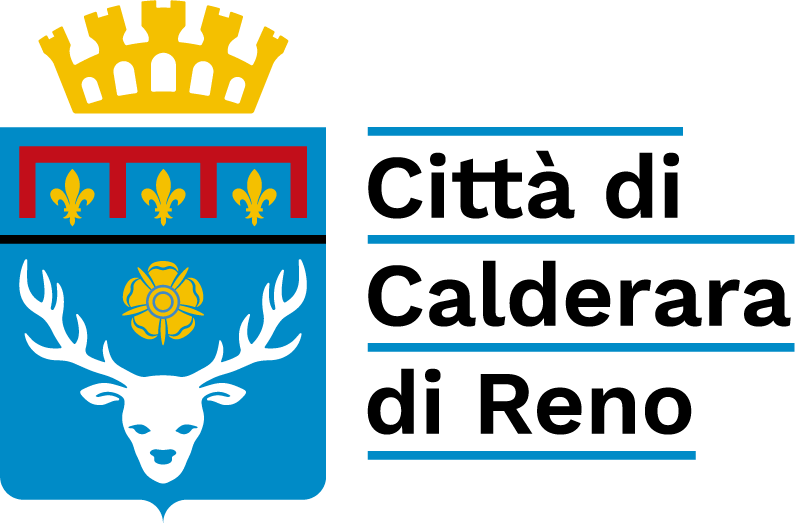 Città di
Calderara
di Reno